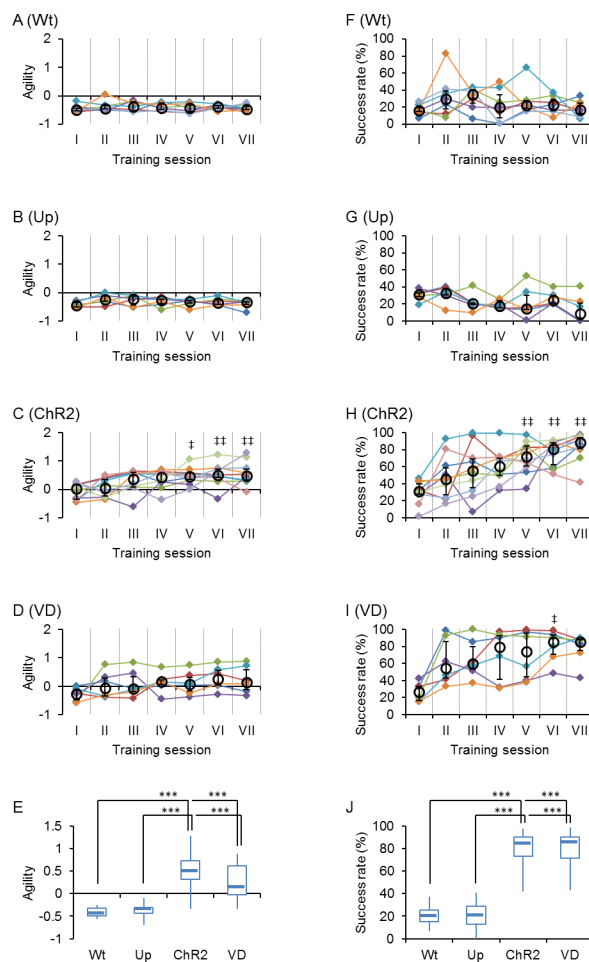 A (Wt)
2
1
0
-1
Agility
I II III IV V VI VII
Training session
B (Up)
2
1
0
-1
Agility
I II III IV V VI VII
Training session
C (ChR2)
‡ ‡‡ ‡‡
2
1
0
-1
Agility
I II III IV V VI VII
Training session
D (VD)
2
1
0
-1
Agility
I II III IV V VI VII
Training session
E
*** ***
*** ***
1.5
1
0.5
0
-0.5
-1
Agility
Wt Up ChR2 VD
F (Wt)
100
80
60
40
20
0
Success rate (%)
I II III IV V VI VII
Training session
G (Up)
100
80
60
40
20
0
Success rate (%)
I II III IV V VI VII
Training session
H (ChR2)
‡‡ ‡‡ ‡‡
100
80
60
40
20
0
Success rate (%)
I II III IV V VI VII
Training session
I (VD)
‡
100
80
60
40
20
0
Success rate (%)
I II III IV V VI VII
Training session
J
*** ***
*** ***
100
80
60
40
20
0
Success rate (%)
Wt Up ChR2 VD